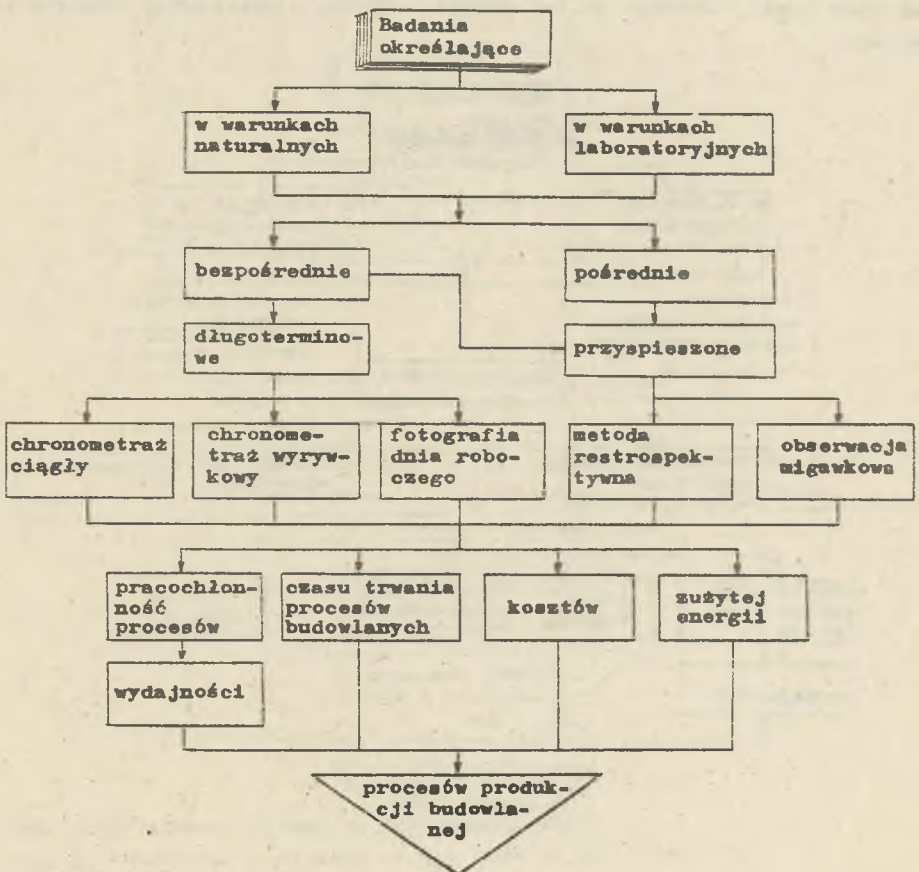 Badania
określające
w warunkach
naturalnych
w warunkach
laboratoryjnych
bezpośrednie
pośrednie
długotermino-
we
przyspieszone
chronometraż
ciągły
chronome-
traż wyryw-
kowy
fotografia
dnia robo-
czego
metoda
restrospek-
tywna
obserwacja
migawkowa
pracochłon-
ność
procesów
czasu trwania
procesów
budowlanych
kosztów
zużytej
energii
wydajności
procesów produk-
cji budowla-
nej